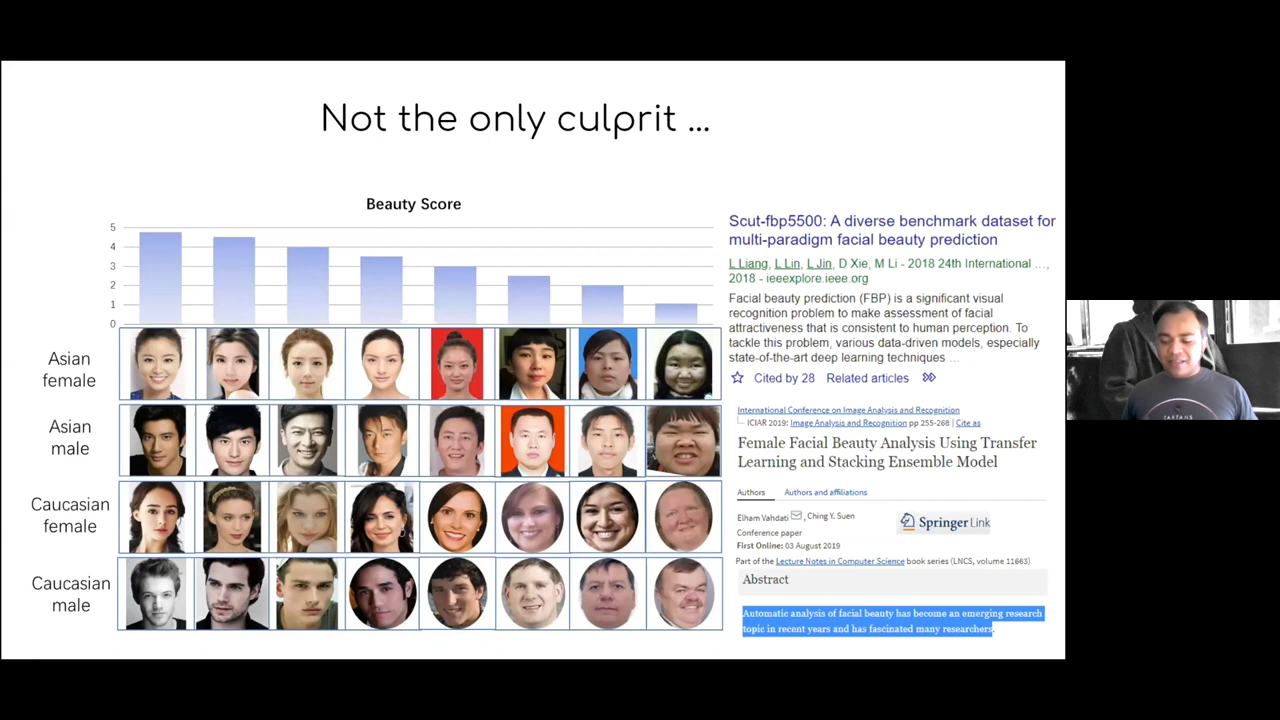 Not the only culprit ...
Beauty Score
5
4
3
2
1
0
Asian
female
Asian
male
Caucasian
female
Caucasian
male
Scut-fbp5500: A diverse benchmark dataset for
multi-paradigm facial beauty prediction
L Liang, L Lin, L Jin, D Xie, M Li - 2018 24th International ...,
2018 - ieeexplore.ieee.org
Facial beauty prediction (FBP) is a significant visual
recognition problem to make assessment of facial
attractiveness that is consistent to human perception. To
tackle this problem, various data-driven models, especially
state-of-the-art deep learning techniques ...
Cited by 28 Related articles
International Conference on Image Analysis and Recognition
ICIAR 2019: Image Analysis and Recognition pp 255-268 | Cite as
Female Facial Beauty Analysis Using Transfer
Learning and Stacking Ensemble Model
Authors Authors and affiliations
Elham Vahdati, Ching Y. Suen
Springer Link
Conference paper
First Online: 03 August 2019
Part of the Lecture Notes in Computer Science book series (LNCS, volume 11663)
Abstract
Automatic analysis of facial beauty has become an emerging research
topic in recent years and has fascinated many researchers.